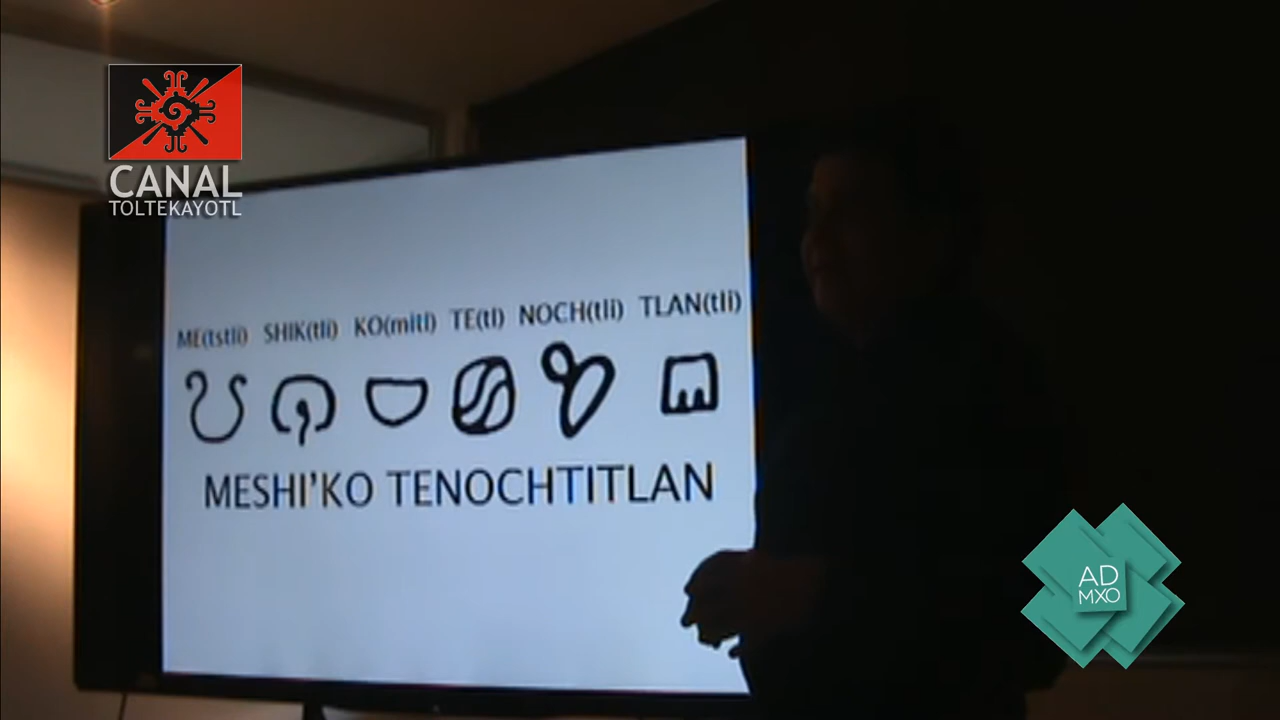 CANAL
TOLTEKAYOTL
ME(tstli) SHIK(tli) KO(mitl) TE(tl) NOCH(tli) TLAN(tli)
MESHI'KO TENOCHTITLAN
AD
MXO